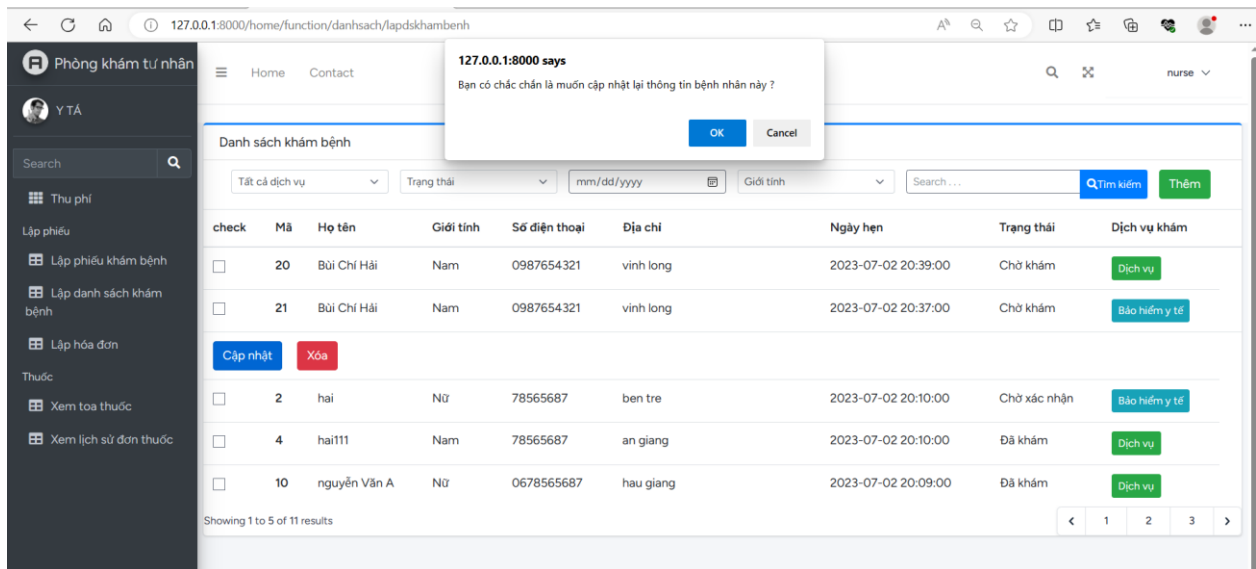 127.0.0.1:8000/home/function/danhsach/lapdskhambenh
Phòng khám tư nhân
Home Contact
nurse
127.0.0.1:8000 says
Bạn có chắc chắn là muốn cập nhật lại thông tin bệnh nhân này ?
OK Cancel
Y TÁ
Search
Thu phí
Lập phiếu
Lập phiếu khám bệnh
Lập danh sách khám
bệnh
Lập hóa đơn
Thuốc
Xem toa thuốc
Xem lịch sử đơn thuốc
Danh sách khám bệnh
Tất cả dịch vụ Trạng thái mm/dd/yyyy Giới tính Search . . . Tìm kiếm Thêm
check Mã Họ tên Giới tính Số điện thoại Địa chỉ Ngày hẹn Trạng thái Dịch vụ khám
20 Bùi Chí Hải Nam 0987654321 vinh long 2023-07-02 20:39:00 Chờ khám Dịch vụ
21 Bùi Chí Hải Nam 0987654321 vinh long 2023-07-02 20:37:00 Chờ khám Bảo hiểm y tế
Cập nhật Xóa
2 hai Nữ 78565687 ben tre 2023-07-02 20:10:00 Chờ xác nhận Bảo hiểm y tế
4 hai111 Nam 78565687 an giang 2023-07-02 20:10:00 Đã khám Dịch vụ
10 nguyễn Văn A Nữ 0678565687 hau giang 2023-07-02 20:09:00 Đã khám Dịch vụ
Showing 1 to 5 of 11 results
‹ 1 2 3 ›